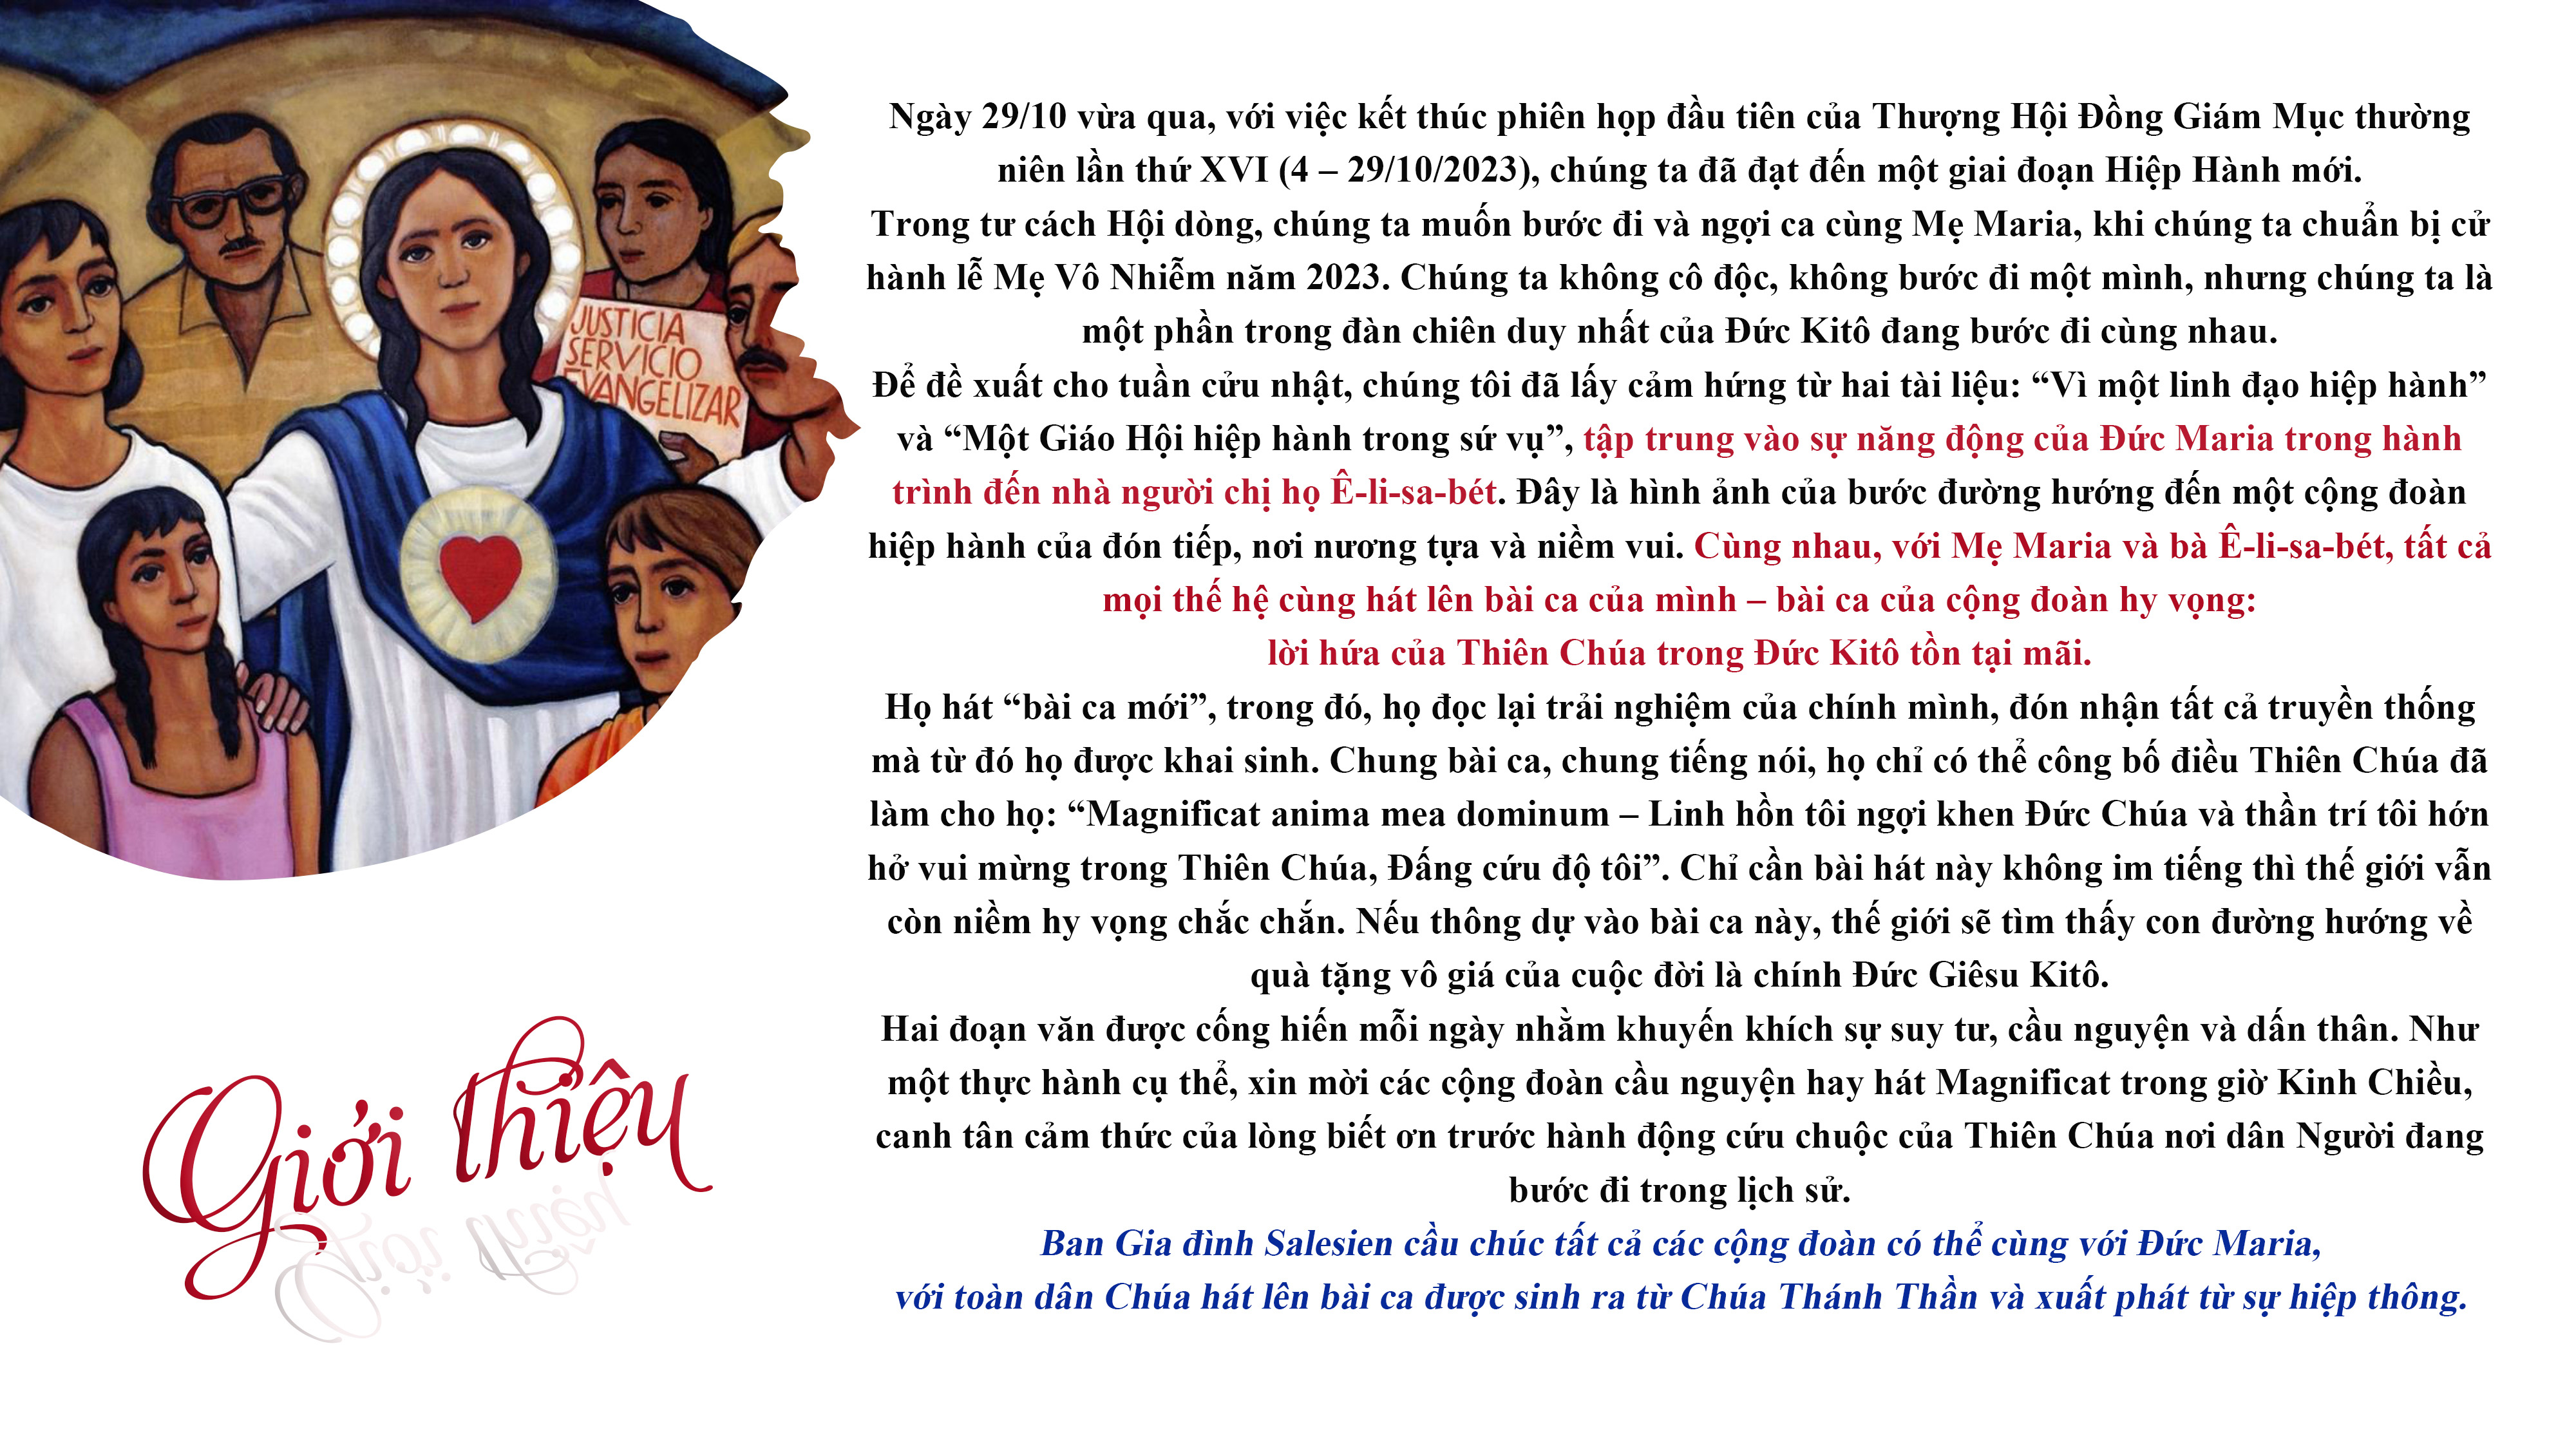 JUSTICIA
SERVICIO
EVANGELIZAR
Giới thiệu
Ngày 29/10 vừa qua, với việc kết thúc phiên họp đầu tiên của Thượng Hội Đồng Giám Mục thường
niên lần thứ XVI (4 – 29/10/2023), chúng ta đã đạt đến một giai đoạn Hiệp Hành mới.
Trong tư cách Hội dòng, chúng ta muốn bước đi và ngợi ca cùng Mẹ Maria, khi chúng ta chuẩn bị cử
hành lễ Mẹ Vô Nhiễm năm 2023. Chúng ta không cô độc, không bước đi một mình, nhưng chúng ta là
một phần trong đàn chiên duy nhất của Đức Kitô đang bước đi cùng nhau.
Để đề xuất cho tuần cửu nhật, chúng tôi đã lấy cảm hứng từ hai tài liệu: “Vì một linh đạo hiệp hành”
và “Một Giáo Hội hiệp hành trong sứ vụ”, tập trung vào sự năng động của Đức Maria trong hành
trình đến nhà người chị họ Ê-li-sa-bét. Đây là hình ảnh của bước đường hướng đến một cộng đoàn
hiệp hành của đón tiếp, nơi nương tựa và niềm vui. Cùng nhau, với Mẹ Maria và bà Ê-li-sa-bét, tất cả
mọi thế hệ cùng hát lên bài ca của mình – bài ca của cộng đoàn hy vọng:
lời hứa của Thiên Chúa trong Đức Kitô tồn tại mãi.
Họ hát “bài ca mới”, trong đó, họ đọc lại trải nghiệm của chính mình, đón nhận tất cả truyền thống
mà từ đó họ được khai sinh. Chung bài ca, chung tiếng nói, họ chỉ có thể công bố điều Thiên Chúa đã
làm cho họ: “Magnificat anima mea dominum – Linh hồn tôi ngợi khen Đức Chúa và thần trí tôi hớn
hở vui mừng trong Thiên Chúa, Đấng cứu độ tôi”. Chỉ cần bài hát này không im tiếng thì thế giới vẫn
còn niềm hy vọng chắc chắn. Nếu thông dự vào bài ca này, thế giới sẽ tìm thấy con đường hướng về
quà tặng vô giá của cuộc đời là chính Đức Giêsu Kitô.
Hai đoạn văn được cống hiến mỗi ngày nhằm khuyến khích sự suy tư, cầu nguyện và dấn thân. Như
một thực hành cụ thể, xin mời các cộng đoàn cầu nguyện hay hát Magnificat trong giờ Kinh Chiều,
canh tân cảm thức của lòng biết ơn trước hành động cứu chuộc của Thiên Chúa nơi dân Người đang
bước đi trong lịch sử.
Ban Gia đình Salesien cầu chúc tất cả các cộng đoàn có thể cùng với Đức Maria,
với toàn dân Chúa hát lên bài ca được sinh ra từ Chúa Thánh Thần và xuất phát từ sự hiệp thông.